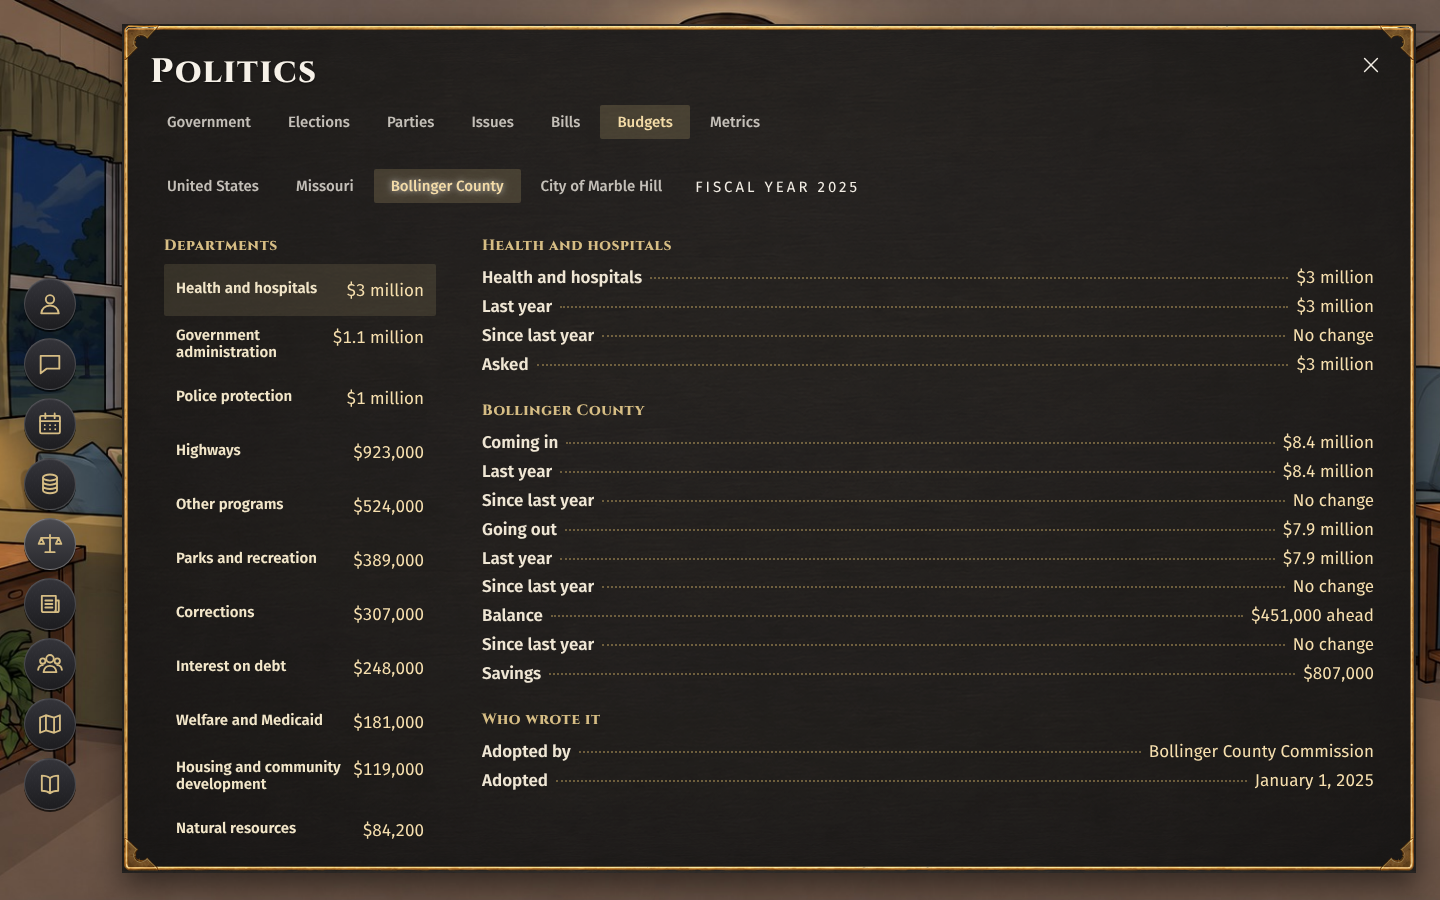 Politics
Government Elections Parties Issues Bills Budgets Metrics
United States Missouri Bollinger County City of Marble Hill FISCAL YEAR 2025
Departments
Health and hospitals $3 million
Government administration $1.1 million
Police protection $1 million
Highways $923,000
Other programs $524,000
Parks and recreation $389,000
Corrections $307,000
Interest on debt $248,000
Welfare and Medicaid $181,000
Housing and community development $119,000
Natural resources $84,200
Health and hospitals
Health and hospitals $3 million
Last year $3 million
Since last year No change
Asked $3 million
Bollinger County
Coming in $8.4 million
Last year $8.4 million
Since last year No change
Going out $7.9 million
Last year $7.9 million
Since last year No change
Balance $451,000 ahead
Since last year No change
Savings $807,000
Who wrote it
Adopted by Bollinger County Commission
Adopted January 1, 2025